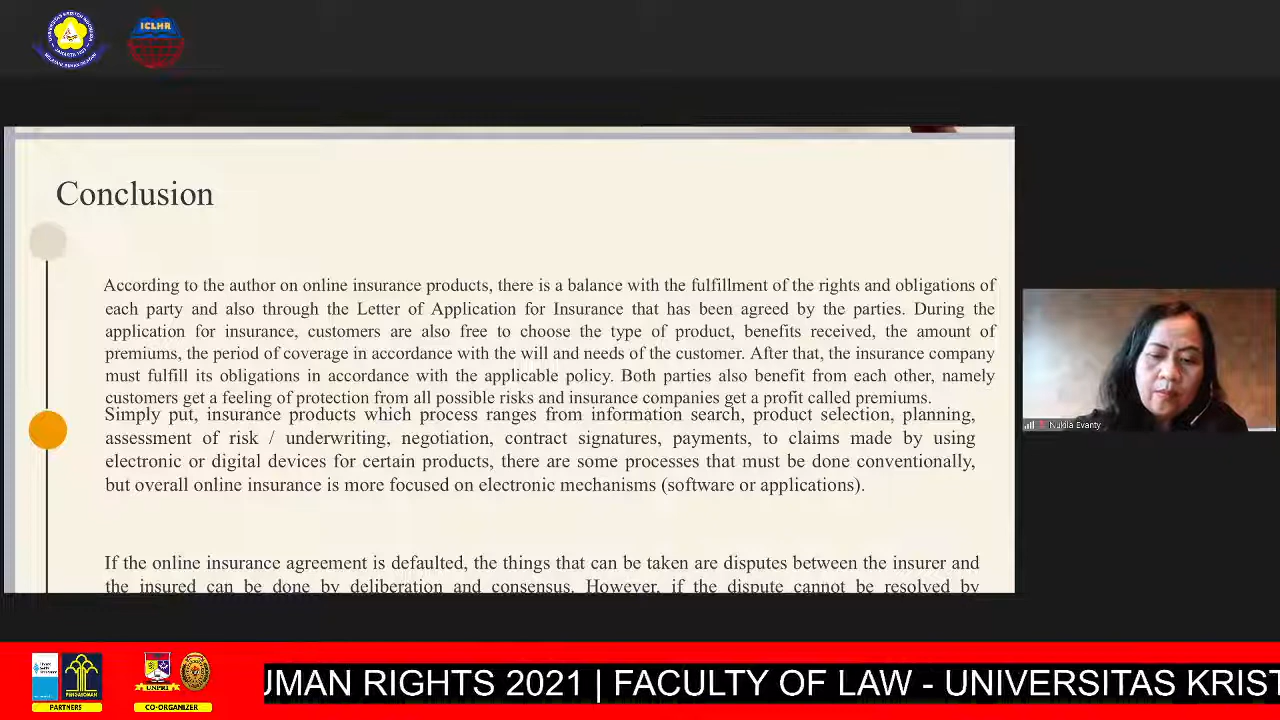 ICLHR
Conclusion
According to the author on online insurance products, there is a balance with the fulfillment of the rights and obligations of
each party and also through the Letter of Application for Insurance that has been agreed by the parties. During the
application for insurance, customers are also free to choose the type of product, benefits received, the amount of
premiums, the period of coverage in accordance with the will and needs of the customer. After that, the insurance company
must fulfill its obligations in accordance with the applicable policy. Both parties also benefit from each other, namely
customers get a feeling of protection from all possible risks and insurance companies get a profit called premiums.
Simply put, insurance products which process ranges from information search, product selection, planning,
assessment of risk / underwriting, negotiation, contract signatures, payments, to claims made by using
electronic or digital devices for certain products, there are some processes that must be done conventionally,
but overall online insurance is more focused on electronic mechanisms (software or applications).
If the online insurance agreement is defaulted, the things that can be taken are disputes between the insurer and
the insured can be done by deliberation and consensus. However, if the dispute cannot be resolved by
Nukila Evanty
PENGAYOMAN
UNPRI
PARTNERS
CO-ORGANIZER
UMAN RIGHTS 2021 | FACULTY OF LAW - UNIVERSITAS KRIST